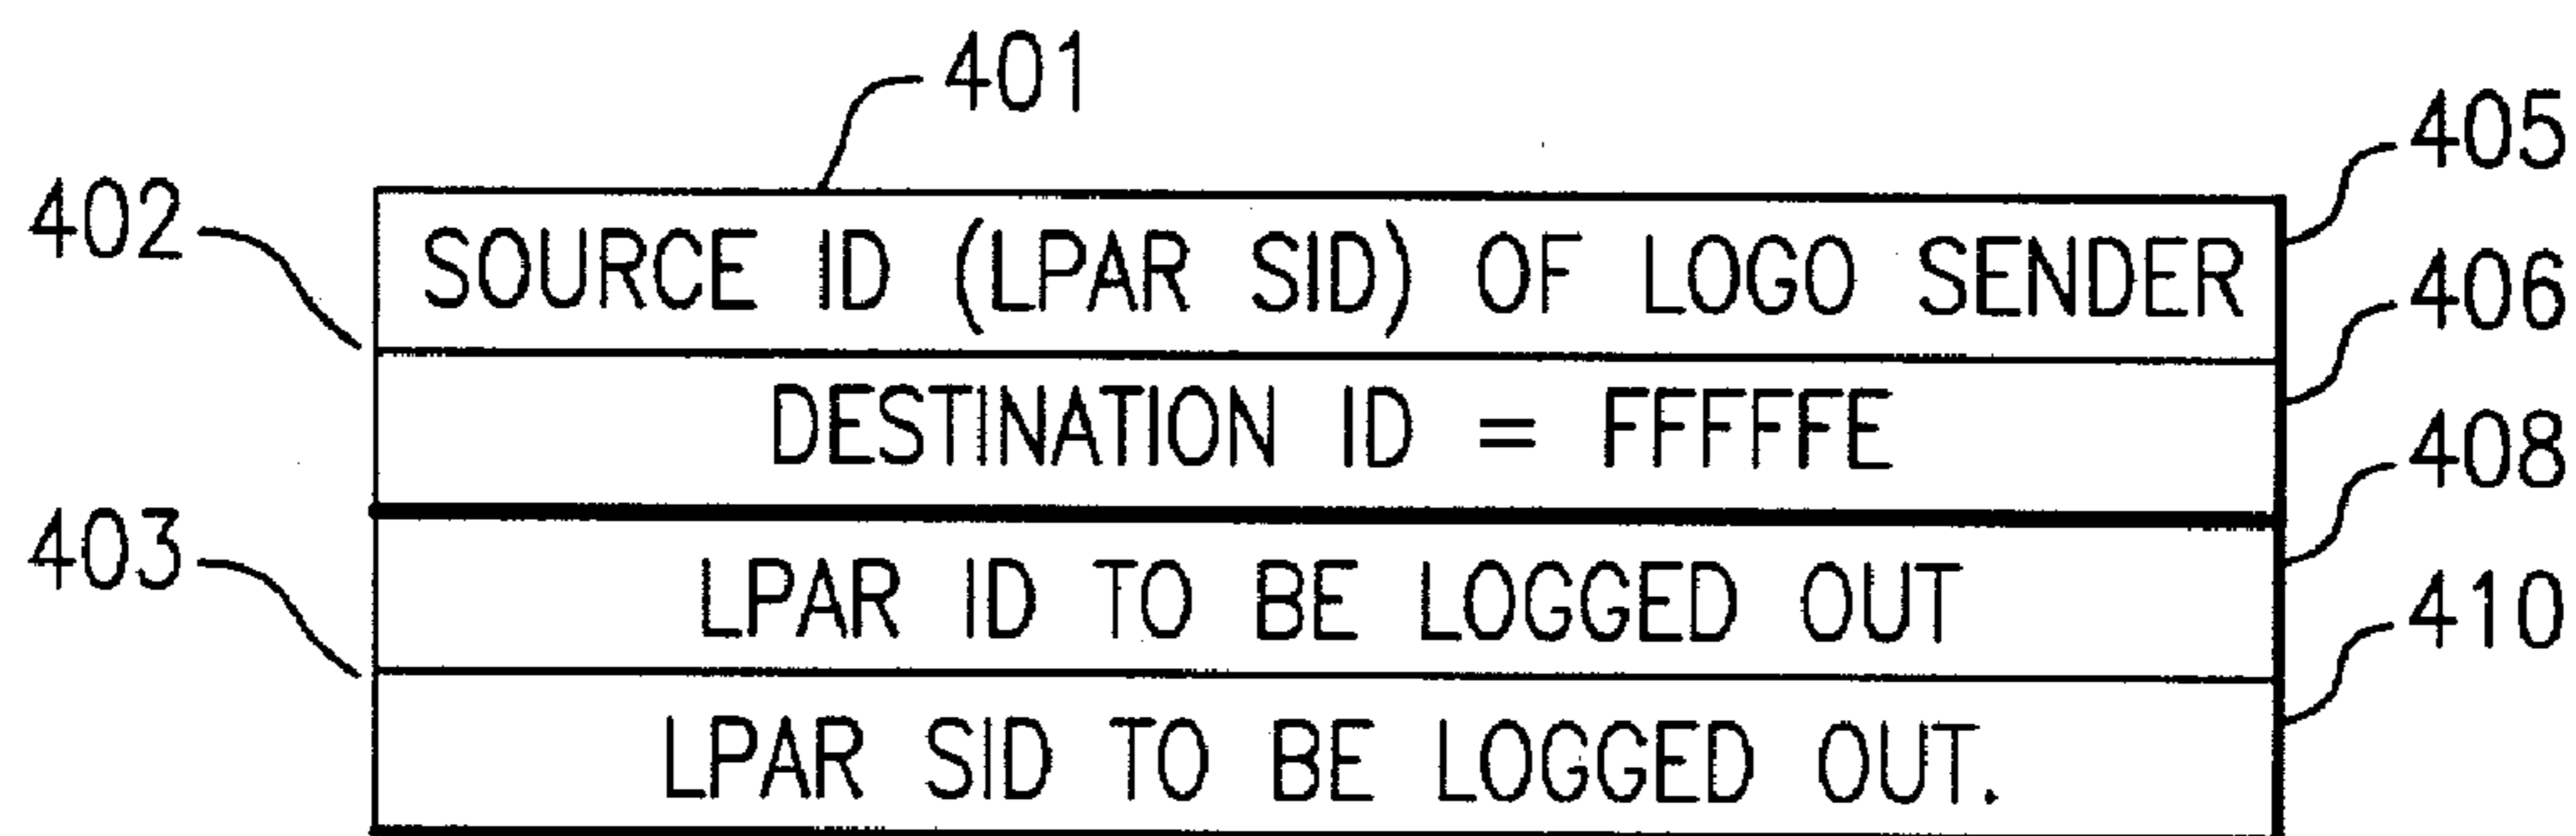 401
405
402
SOURCE ID (LPAR SID) OF LOGO SENDER
406
DESTINATION ID = FFFFFE
408
403
LPAR ID TO BE LOGGED OUT
410
LPAR SID TO BE LOGGED OUT.